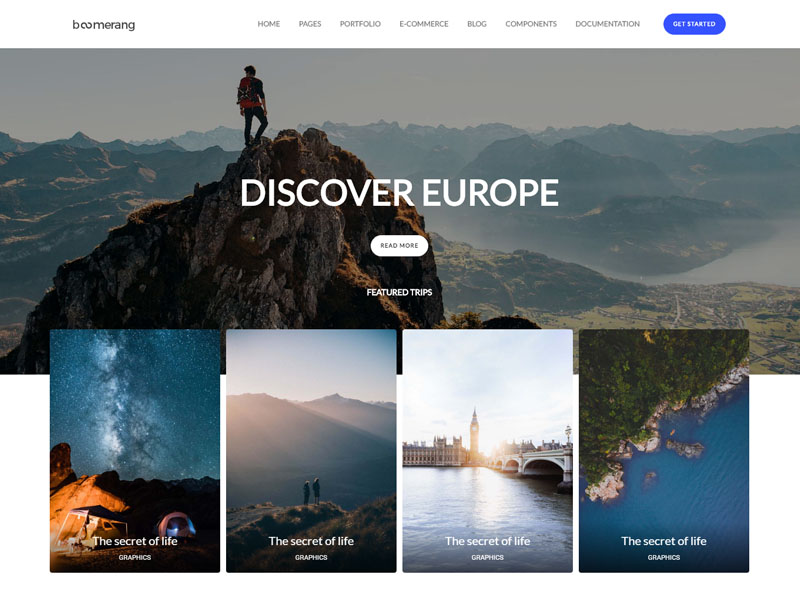 boomerang
HOME PAGES PORTFOLIO E-COMMERCE BLOG COMPONENTS DOCUMENTATION GET STARTED
DISCOVER EUROPE
READ MORE
FEATURED TRIPS
The secret of life
GRAPHICS
The secret of life
GRAPHICS
The secret of life
GRAPHICS
The secret of life
GRAPHICS